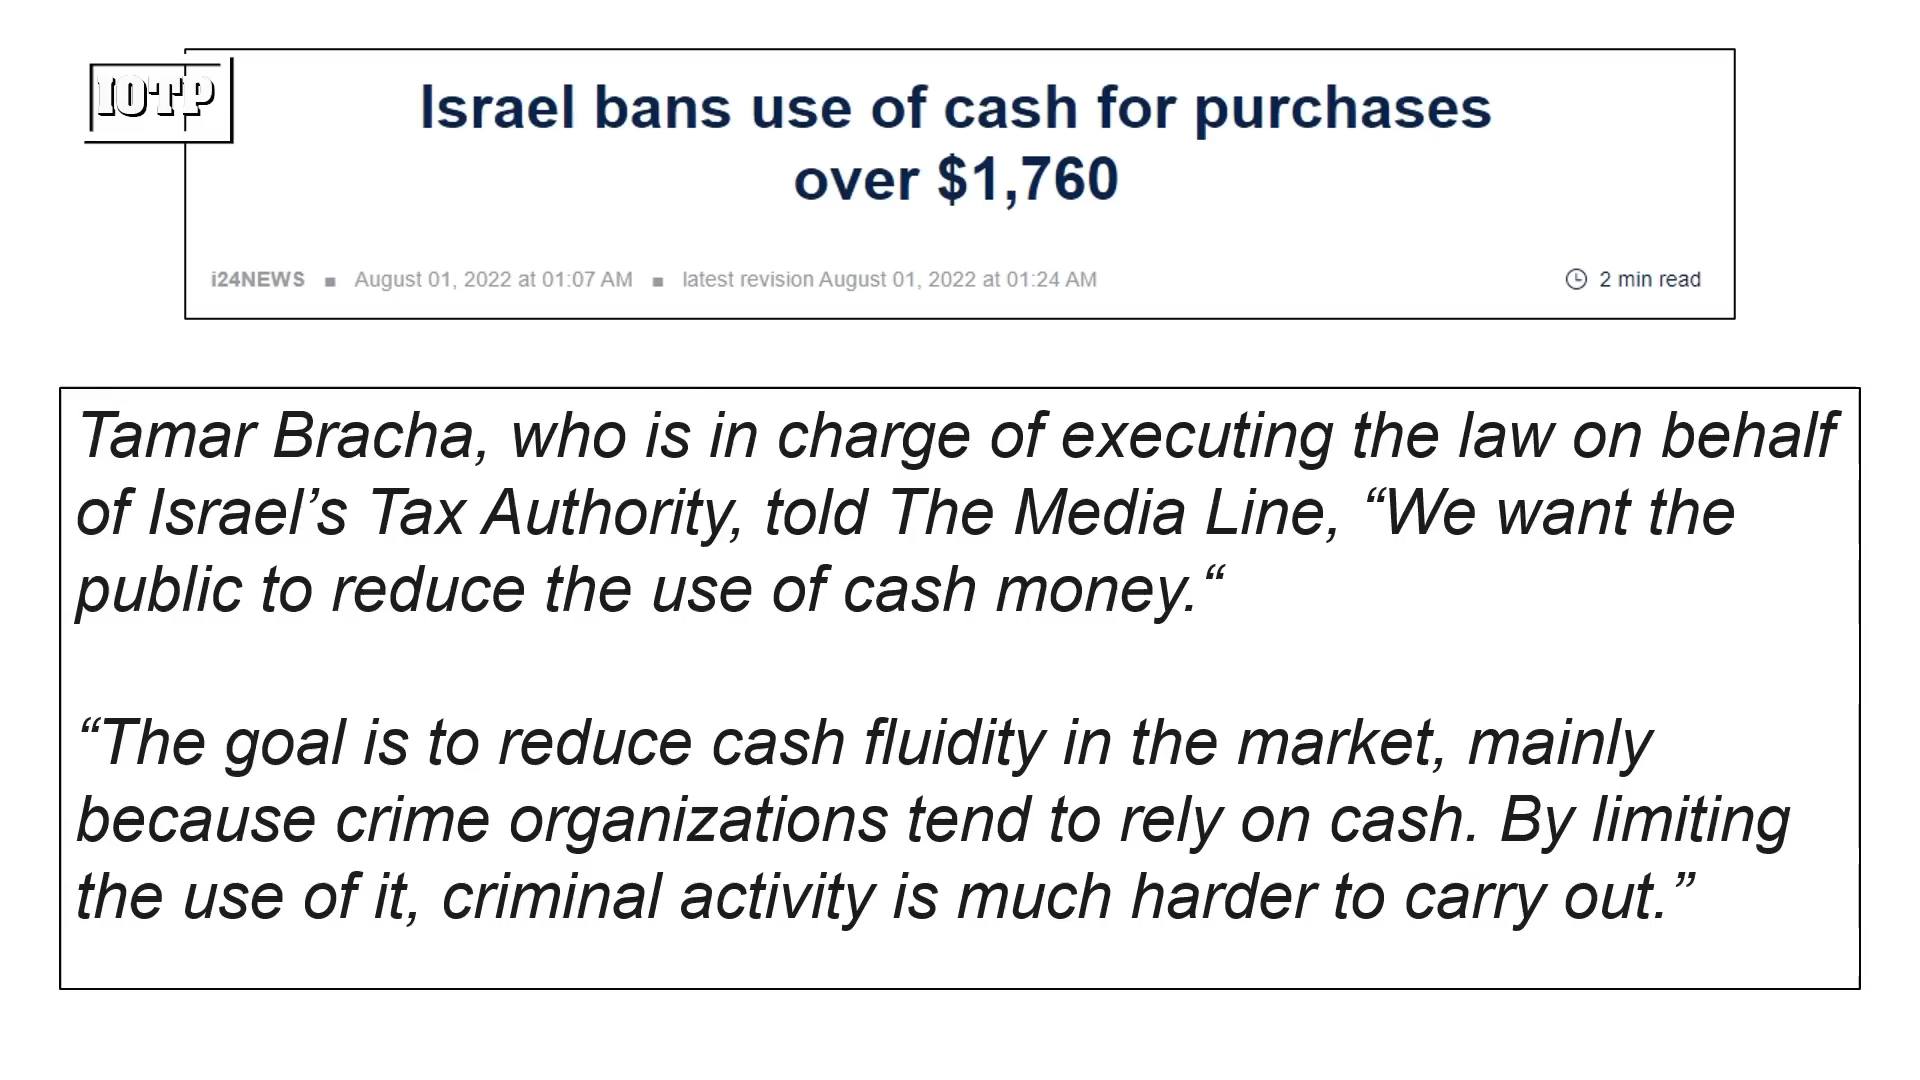 IOTP
Israel bans use of cash for purchases
over $1,760
i24NEWS ■ August 01, 2022 at 01:07 AM ■ latest revision August 01, 2022 at 01:24 AM 2 min read
Tamar Bracha, who is in charge of executing the law on behalf
of Israel’s Tax Authority, told The Media Line, “We want the
public to reduce the use of cash money.“
“The goal is to reduce cash fluidity in the market, mainly
because crime organizations tend to rely on cash. By limiting
the use of it, criminal activity is much harder to carry out.”